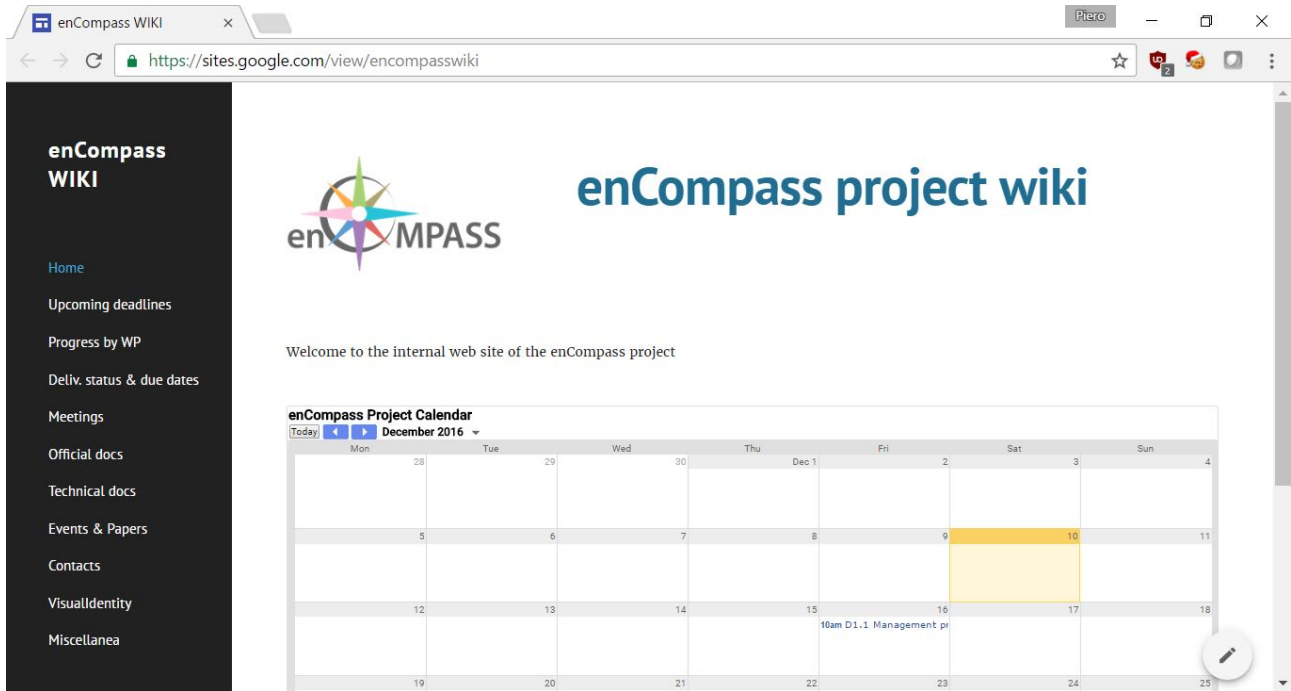 enCompass WIKI
Piero
https://sites.google.com/view/encompasswiki
2
enCompass
WIKI
Home
Upcoming deadlines
Progress by WP
Deliv. status & due dates
Meetings
Official docs
Technical docs
Events & Papers
Contacts
VisualIdentity
Miscellanea
enCOMPASS
enCompass project wiki
Welcome to the internal web site of the enCompass project
enCompass Project Calendar
Today December 2016
Mon Tue Wed Thu Fri Sat Sun
28 29 30 Dec 1 2 3 4
5 6 7 8 9 10 11
12 13 14 15 16 17 18
10am D1.1 Management pr
19 20 21 22 23 24 25